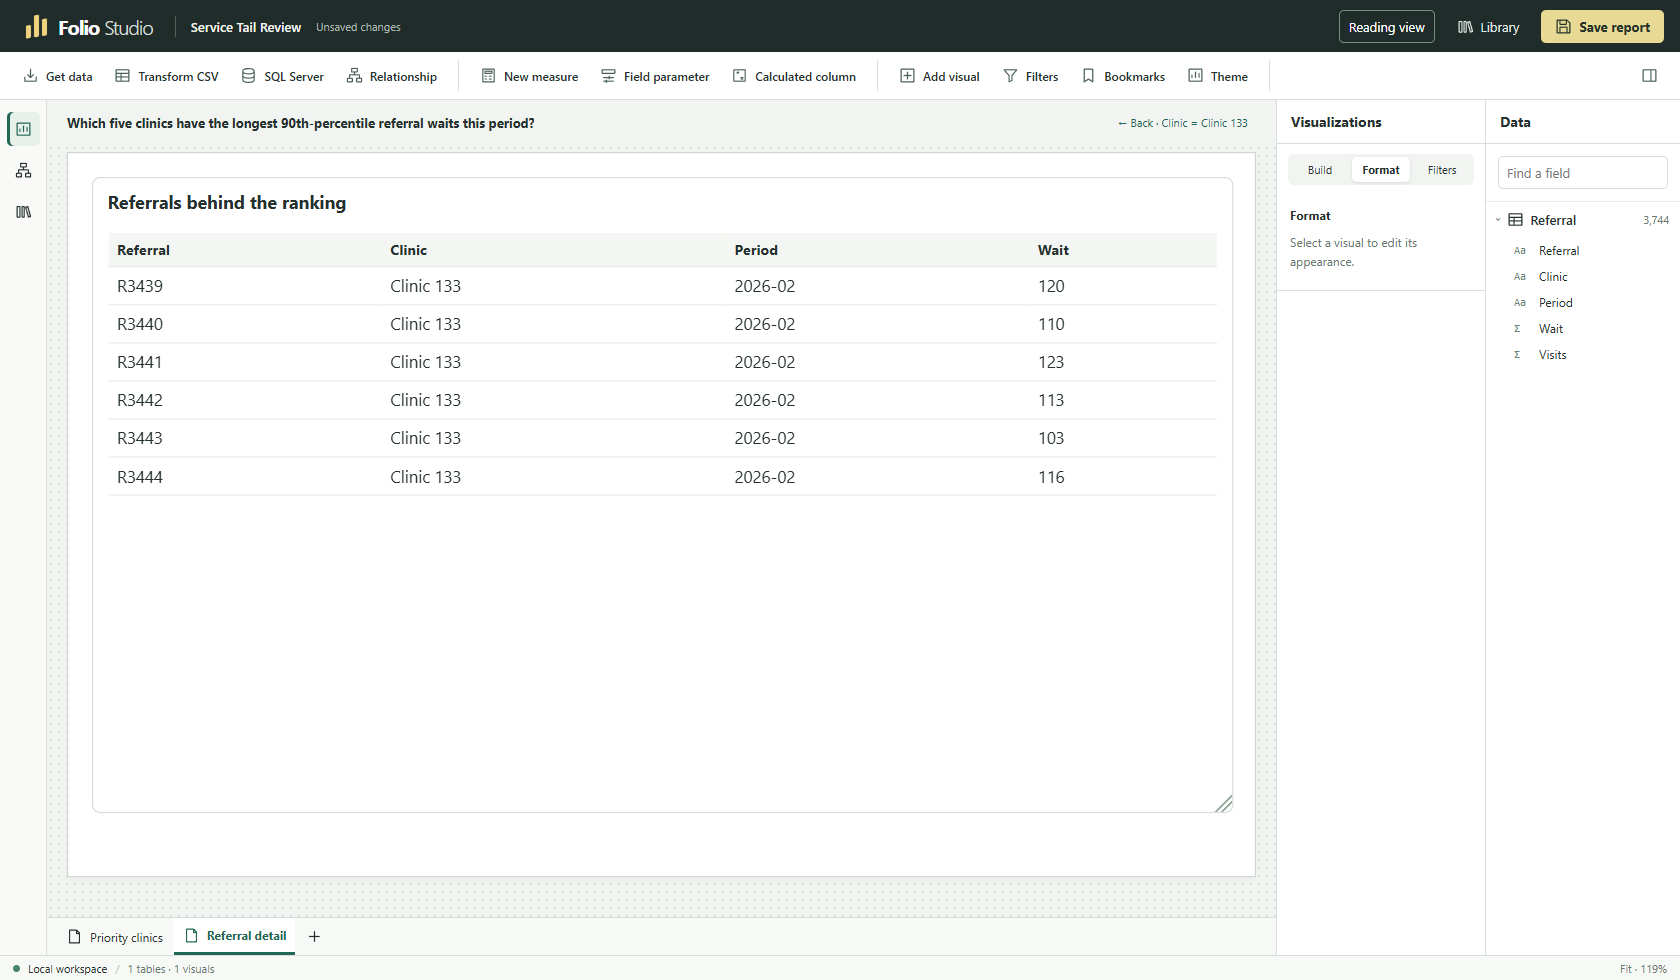 Folio Studio
Service Tail Review
Unsaved changes
Reading view
Library
Save report
Get data
Transform CSV
SQL Server
Relationship
New measure
Field parameter
Calculated column
Add visual
Filters
Bookmarks
Theme
Which five clinics have the longest 90th-percentile referral waits this period?
← Back · Clinic = Clinic 133
Referrals behind the ranking
Referral Clinic Period Wait
R3439 Clinic 133 2026-02 120
R3440 Clinic 133 2026-02 110
R3441 Clinic 133 2026-02 123
R3442 Clinic 133 2026-02 113
R3443 Clinic 133 2026-02 103
R3444 Clinic 133 2026-02 116
Visualizations
Build Format Filters
Format
Select a visual to edit its
appearance.
Data
Find a field
Referral 3,744
Aa Referral
Aa Clinic
Aa Period
Σ Wait
Σ Visits
Priority clinics
Referral detail
+
Local workspace / 1 tables · 1 visuals
Fit · 119%